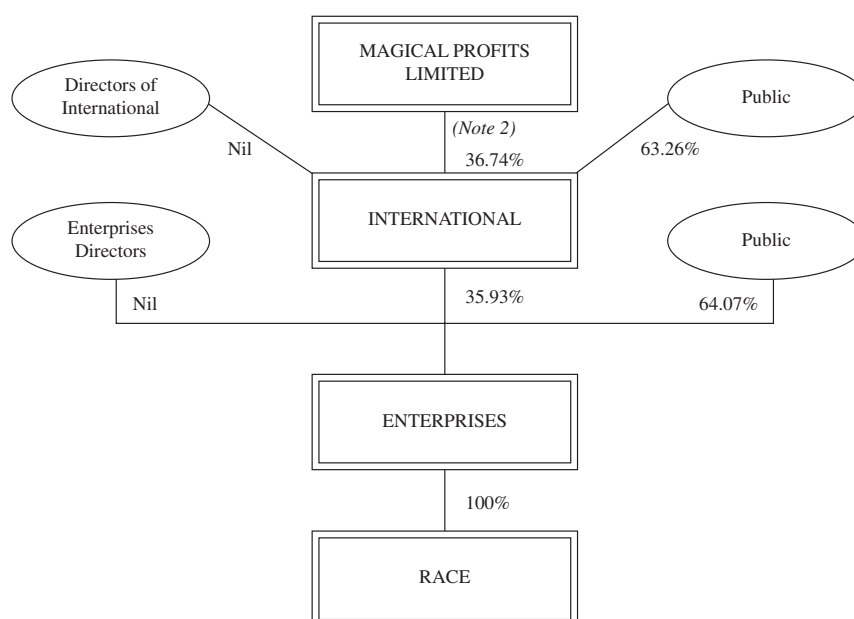 MAGICAL PROFITS
LIMITED
Directors of
International
Public
(Note 2)
Nil
36.74%
63.26%
INTERNATIONAL
Enterprises
Directors
Public
Nil
35.93%
64.07%
ENTERPRISES
100%
RACE